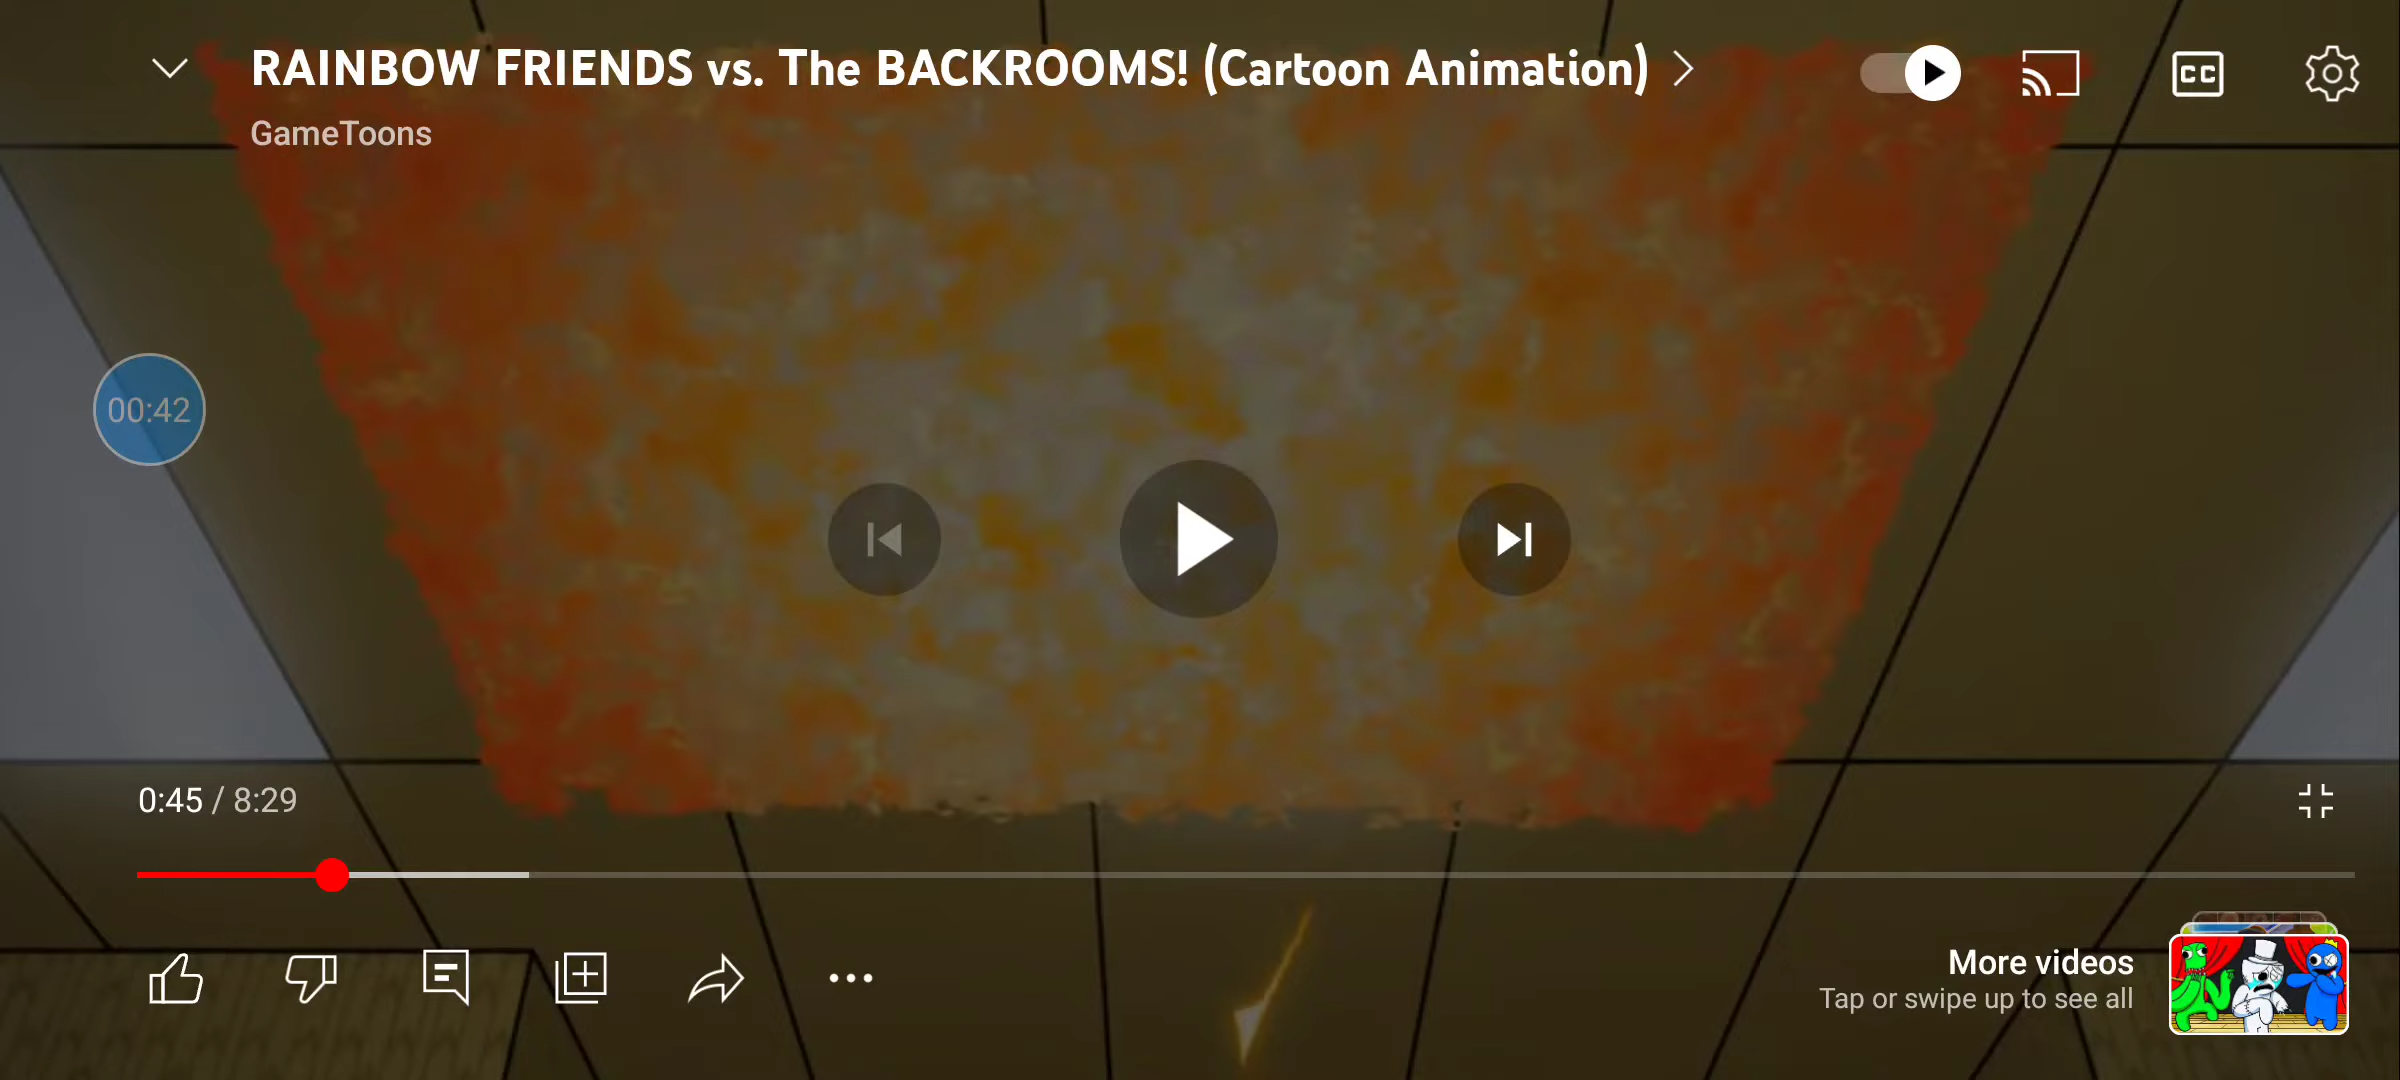 RAINBOW FRIENDS vs. The BACKROOMS! (Cartoon Animation)
GameToons
CC
00:42
0:45 / 8:29
More videos
Tap or swipe up to see all